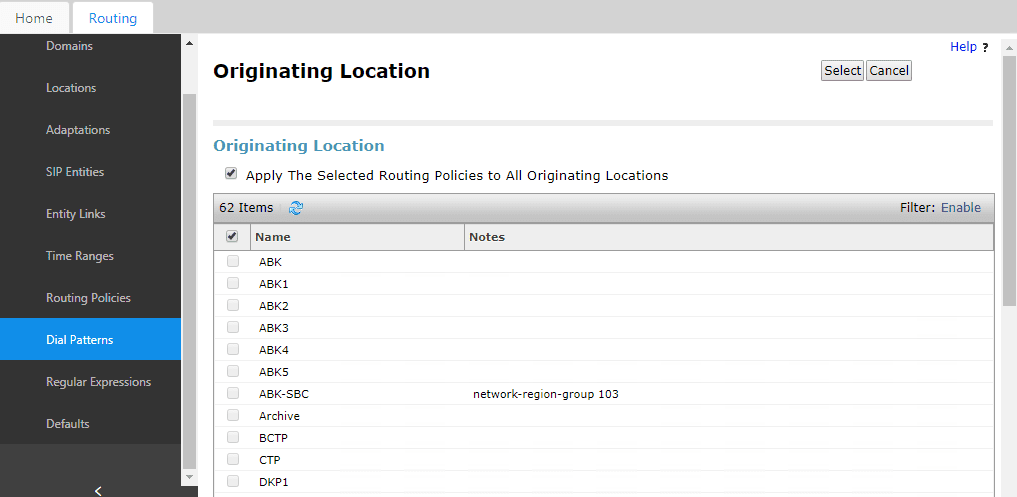 Home Routing
Domains
Locations
Adaptations
SIP Entities
Entity Links
Time Ranges
Routing Policies
Dial Patterns
Regular Expressions
Defaults
Help ?
Originating Location
Select Cancel
Originating Location
Apply The Selected Routing Policies to All Originating Locations
62 Items Filter: Enable
Name Notes
ABK
ABK1
ABK2
ABK3
ABK4
ABK5
ABK-SBC network-region-group 103
Archive
BCTP
CTP
DKP1